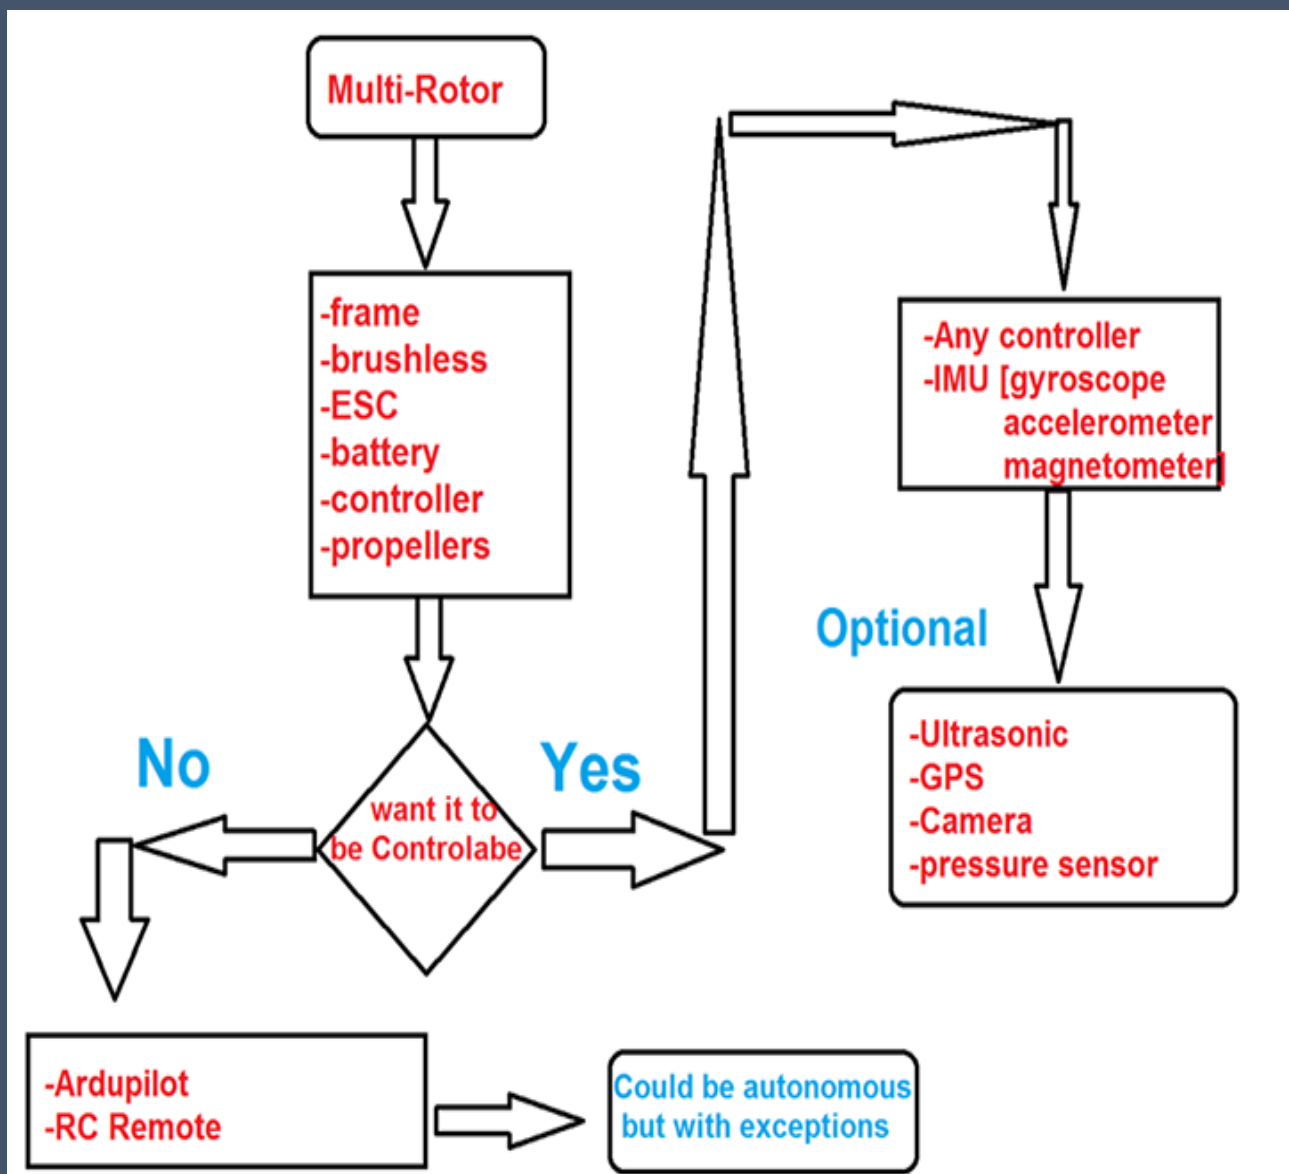 Multi-Rotor
-frame
-brushless
-ESC
-battery
-controller
-propellers
No
Yes
want it to
be Controlabe
-Ardupilot
-RC Remote
Could be autonomous
but with exceptions
-Any controller
-IMU [gyroscope
accelerometer
magnetometer]
Optional
-Ultrasonic
-GPS
-Camera
-pressure sensor